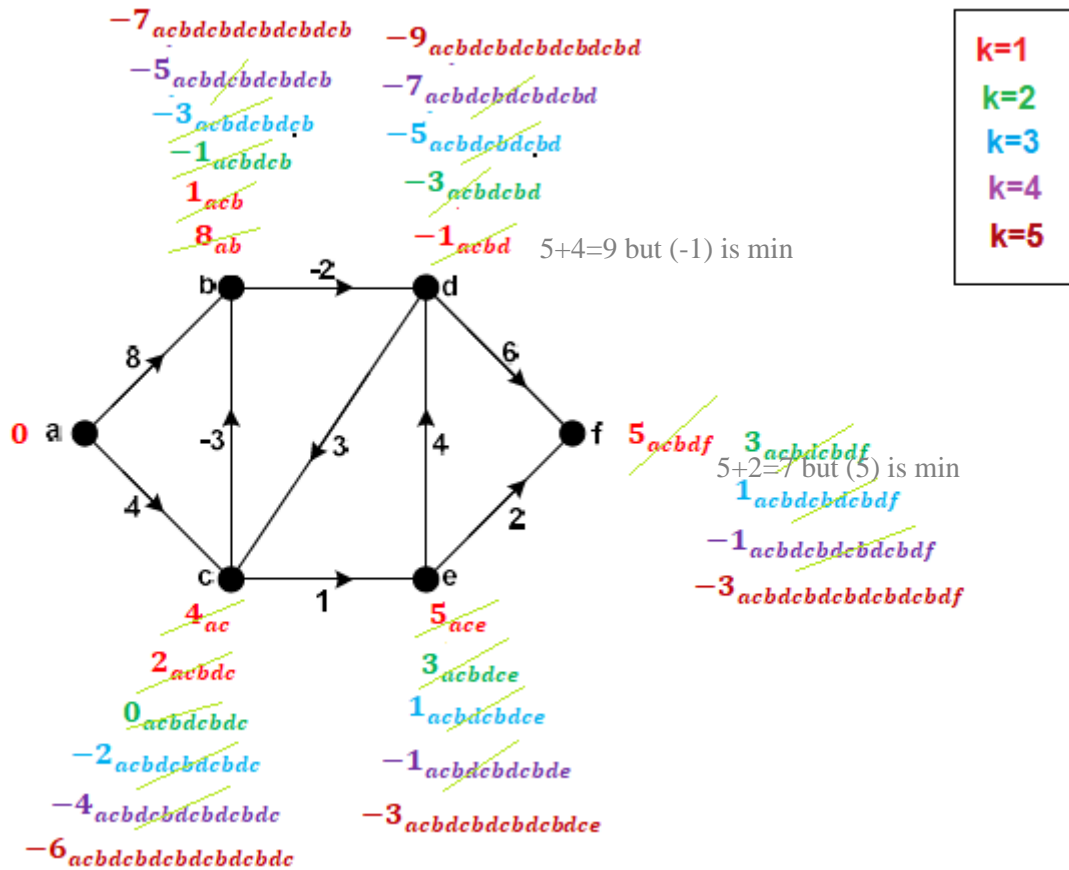 −7acbdcbdcbdcbdcb
−9acbdcbdcbdcbdcbd
−5acbdcbdcbdcb
−7acbdcbdcbdcbd
−3acbdcbdcb
−5acbdcbdcbd
−1acbdcb
−3acbdcbd
1acb
8ab
−1acbd
5+4=9 but (-1) is min
k=1
k=2
k=3
k=4
k=5
b
-2
d
8
6
0
a
-3
3
4
f
5acbdf
3acbdcbdf
5+2=7 but (5) is min
1acbdcbdcbdf
−1acbdcbdcbdcbdf
−3acbdcbdcbdcbdcbdf
4
2
c
1
e
4ac
5ace
2acbdc
3acbdce
0acbdcbdc
1acbdcbdce
−2acbdcbdcbdc
−1acbdcbdcbde
−4acbdcbdcbdcbdc
−3acbdcbdcbdcbdce
−6acbdcbdcbdcbdcbdc